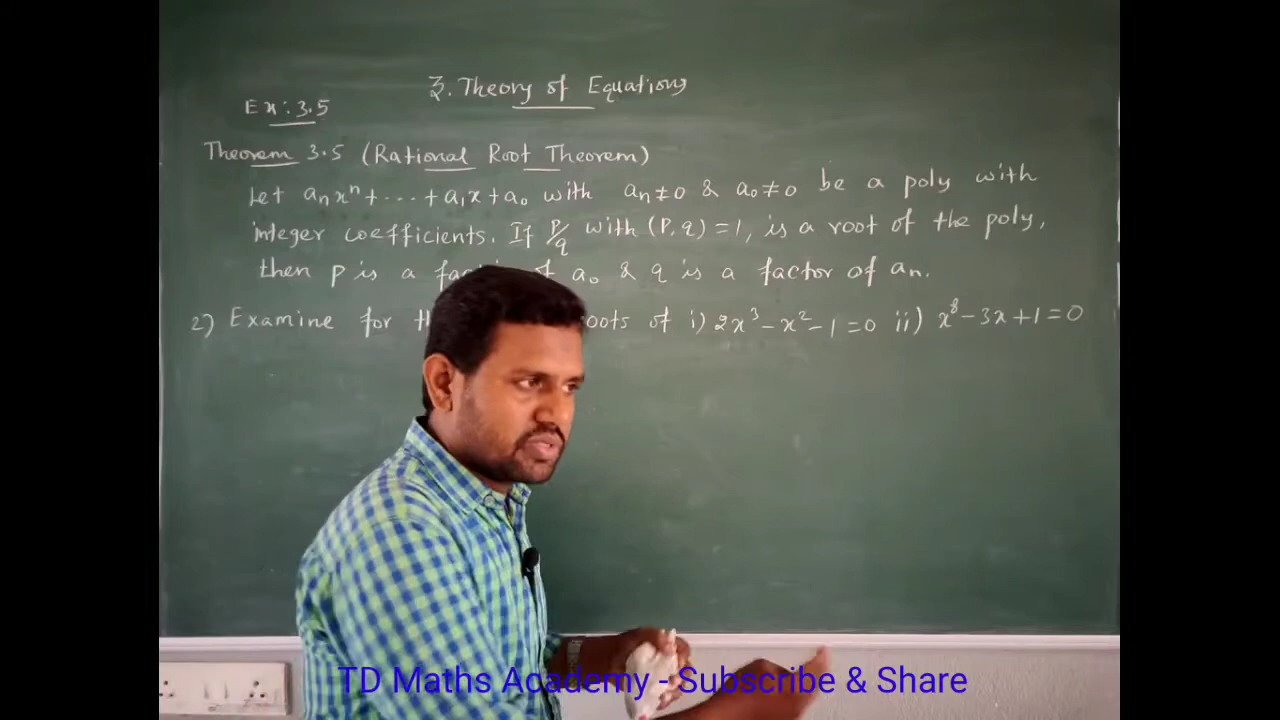 3. Theory of Equations
Ex: 3.5
Theorem 3.5 (Rational Root Theorem)
Let aₙxⁿ + ... + a₁x + a₀ with aₙ ≠ 0 & a₀ ≠ 0 be a poly with
integer coefficients. If p/q with (p, q) = 1, is a root of the poly,
then p is a a₀ & q is a factor of aₙ.
2) Examine for of i) 2x³ - x² - 1 = 0 ii) x⁸ - 3x + 1 = 0
TD Maths Academy - Subscribe & Share